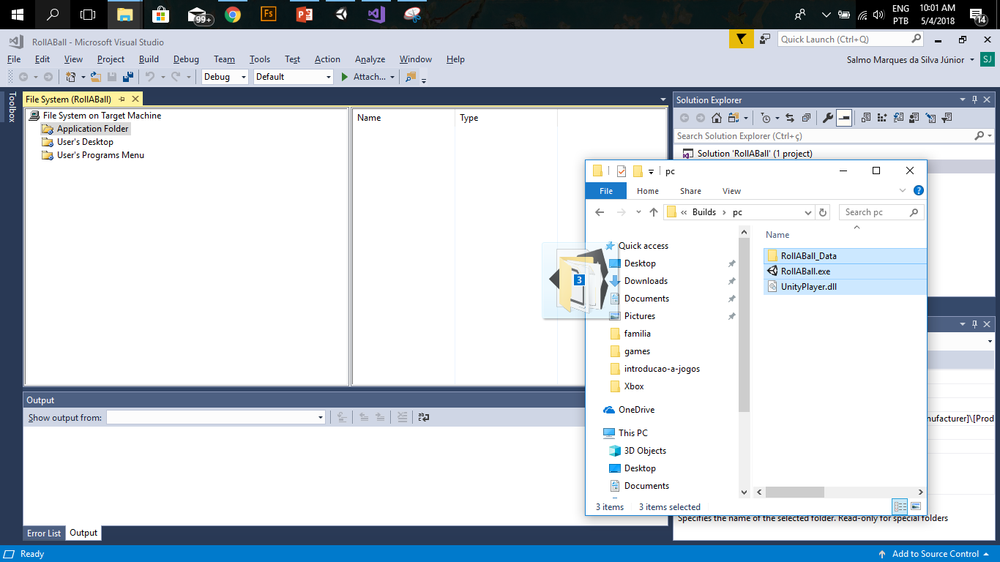 99+
Fs
ENG
PTB
10:01 AM
5/4/2018
14
RollABall - Microsoft Visual Studio
Quick Launch (Ctrl+Q)
File Edit View Project Build Debug Team Tools Test Action Analyze Window Help
Salmo Marques da Silva Júnior
SJ
Debug
Default
Attach...
Toolbox
File System (RollABall)
File System on Target Machine
Application Folder
User's Desktop
User's Programs Menu
Name Type
Solution Explorer
Search Solution Explorer (Ctrl+ç)
Solution 'RollABall' (1 project)
pc
File Home Share View
« Builds › pc
Search pc
Quick access
Desktop
Downloads
Documents
Pictures
familia
games
introducao-a-jogos
Xbox
OneDrive
This PC
3D Objects
Desktop
Documents
Name
RollABall_Data
RollABall.exe
UnityPlayer.dll
3
3 items 3 items selected
nufacturer]\[Prod
Specifies the name of the selected folder. Read-only for special folders
Output
Show output from:
Error List Output
Ready
Add to Source Control